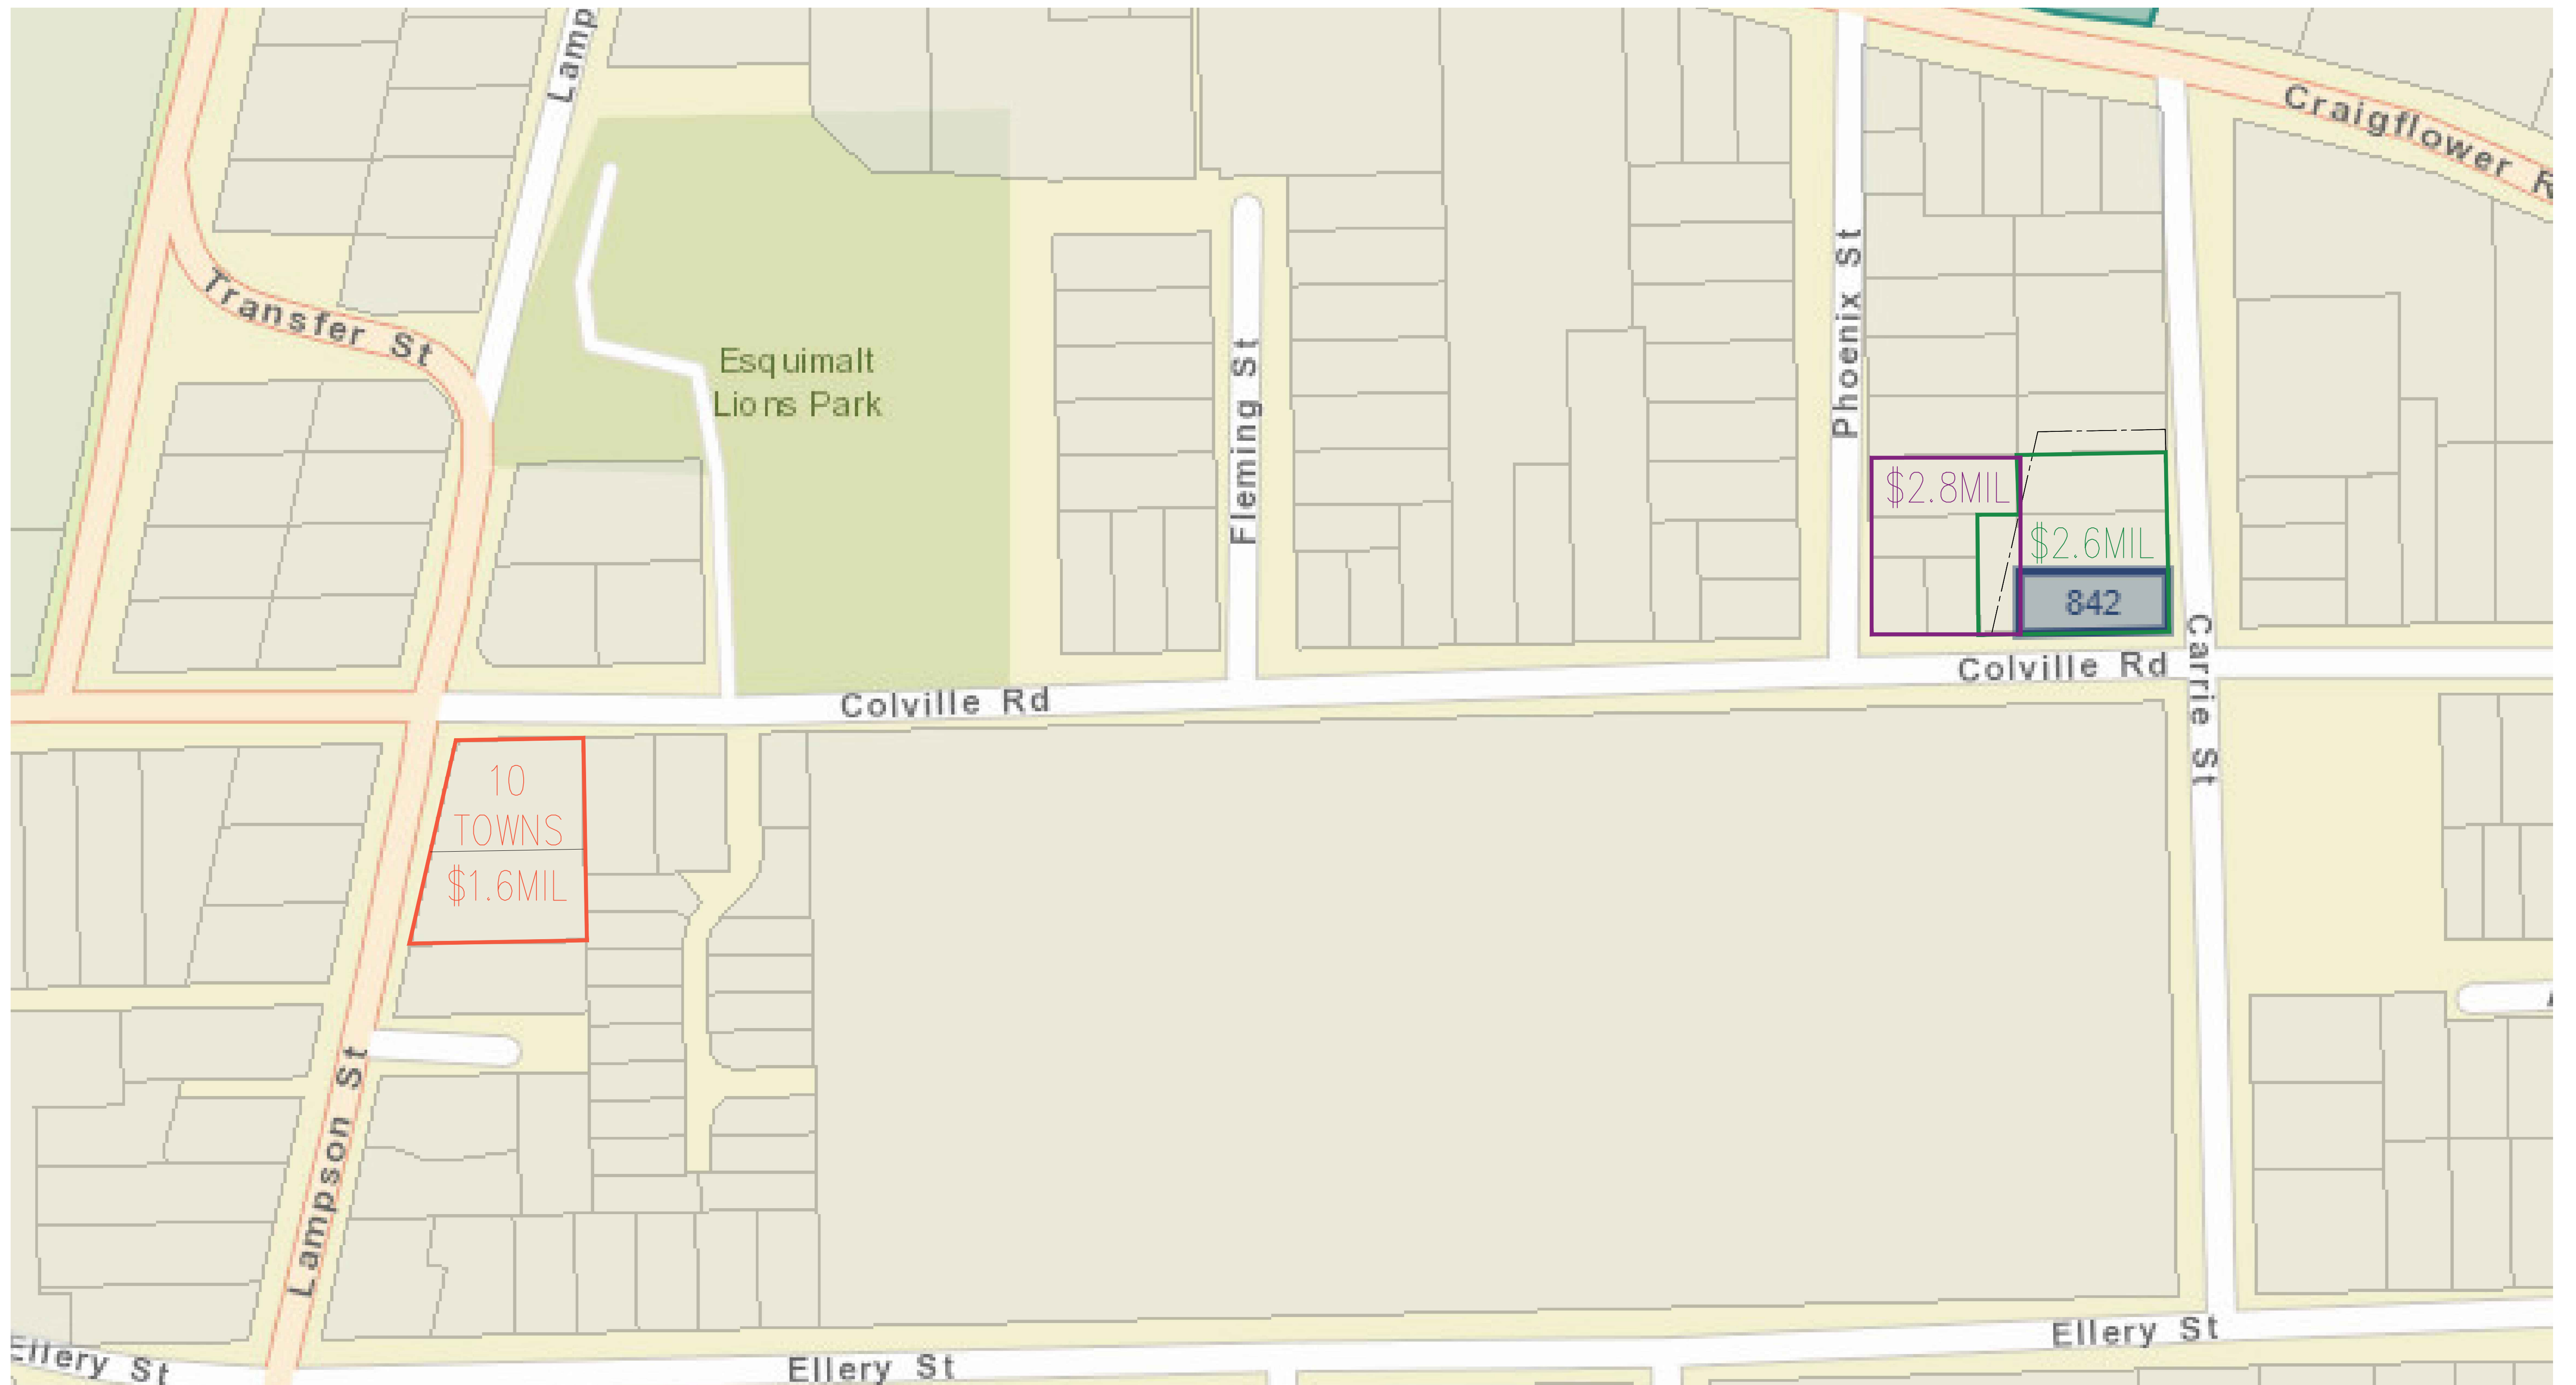 Lamp
Craigflower R
Transfer St
Phoenix St
Esquimalt
Lions Park
Fleming St
$2.8MIL
$2.6MIL
842
Carrie St
Colville Rd
Colville Rd
10
TOWNS
$1.6MIL
Lampson St
Ellery St
Ellery St
Ellery St